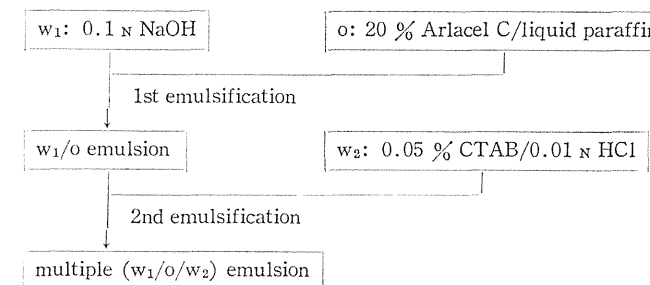 w₁: 0.1 N NaOH
o: 20 % Arlacel C/liquid
1st emulsification
w₁/o emulsion
w₂: 0.05 % CTAB/0.01 N HCl
2nd emulsification
multiple (w₁/o/w₂) emulsion